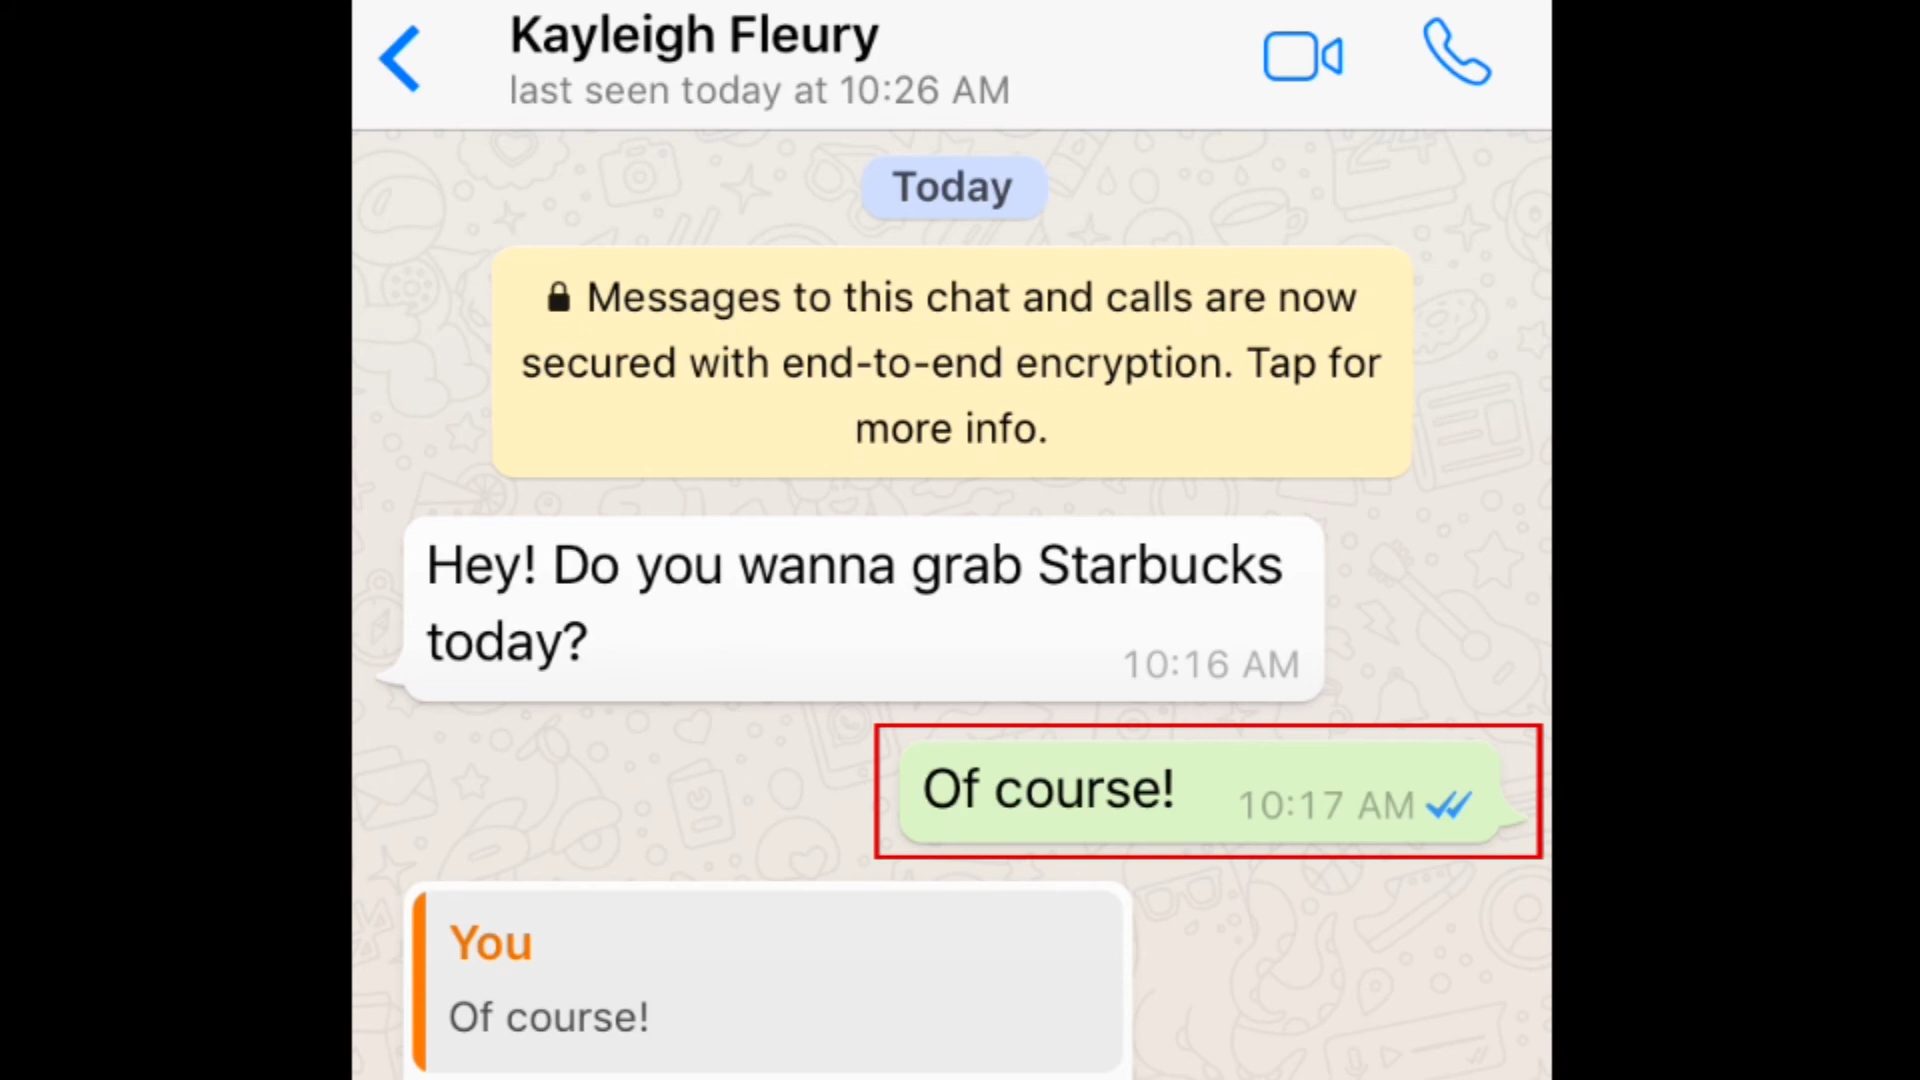 Kayleigh Fleury
last seen today at 10:26 AM
Today
Messages to this chat and calls are now
secured with end-to-end encryption. Tap for
more info.
Hey! Do you wanna grab Starbucks
today?
10:16 AM
Of course!
10:17 AM
You
Of course!